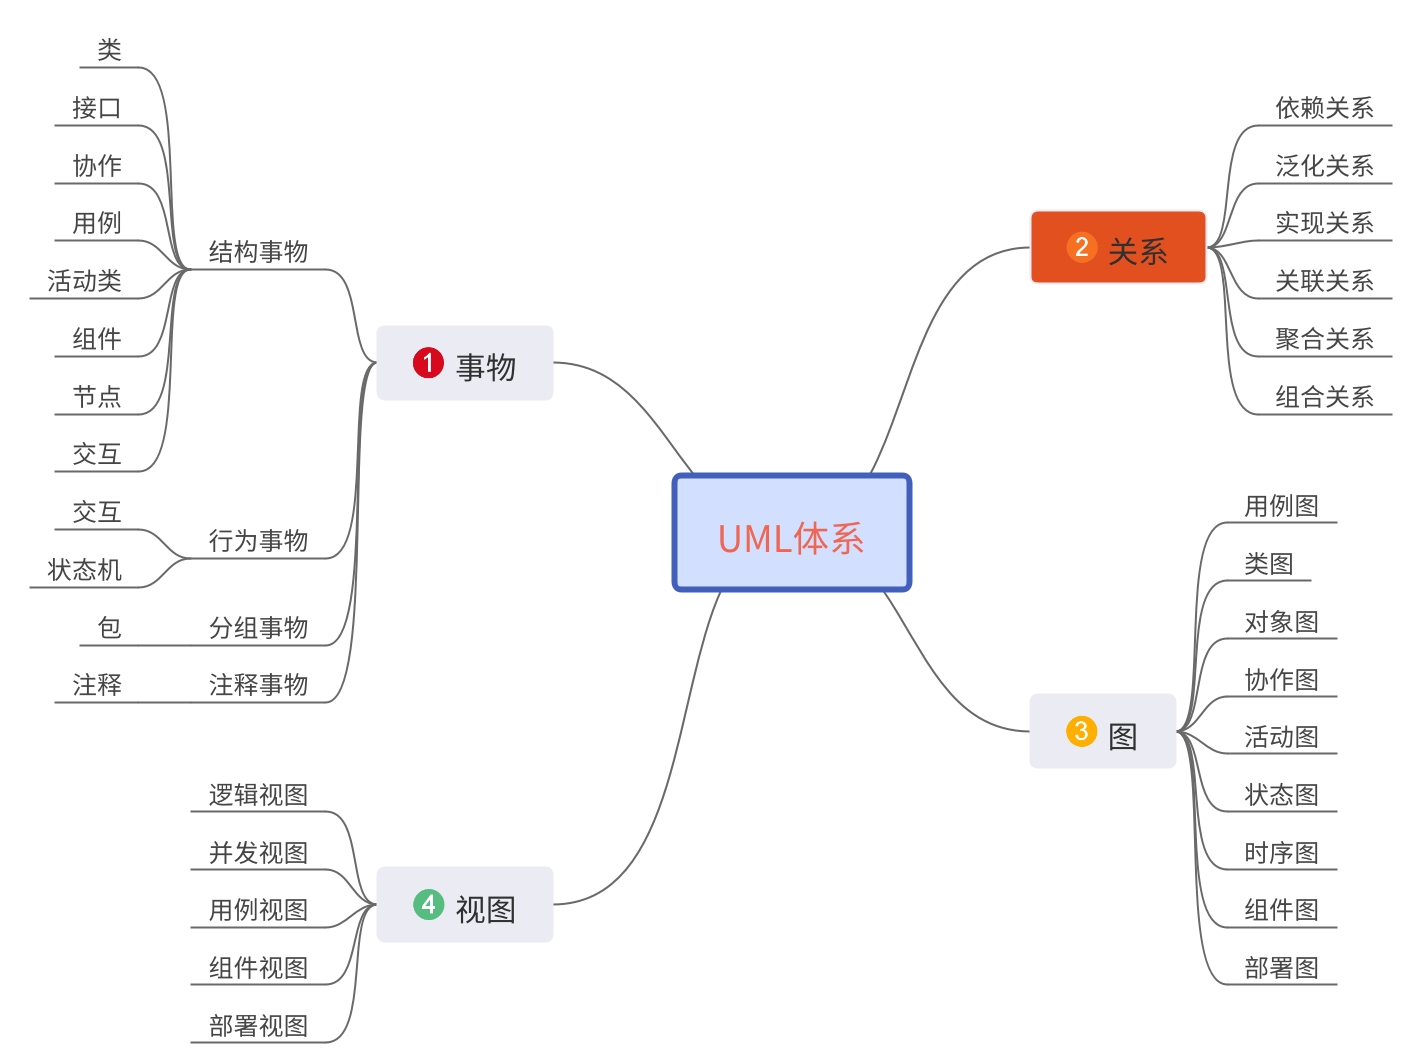 UML体系
1 事物
结构事物
类
接口
协作
用例
活动类
组件
节点
交互
行为事物
交互
状态机
分组事物
包
注释事物
注释
2 关系
依赖关系
泛化关系
实现关系
关联关系
聚合关系
组合关系
3 图
用例图
类图
对象图
协作图
活动图
状态图
时序图
组件图
部署图
4 视图
逻辑视图
并发视图
用例视图
组件视图
部署视图